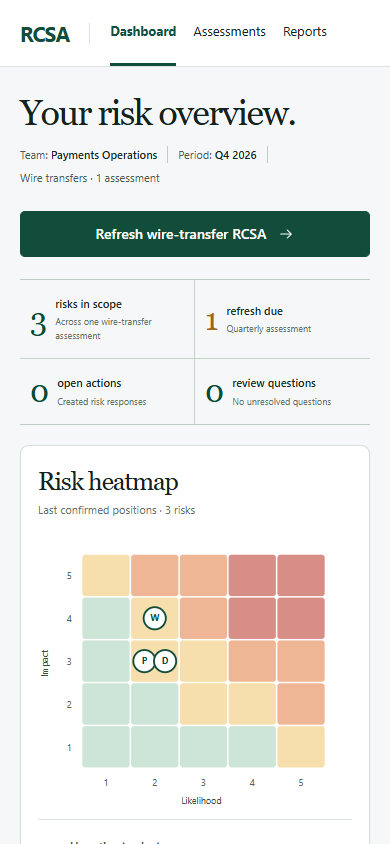 RCSA Dashboard Assessments Reports
Your risk overview.
Team: Payments Operations Period: Q4 2026
Wire transfers · 1 assessment
Refresh wire-transfer RCSA →
3 risks in scope
Across one wire-transfer
assessment
1 refresh due
Quarterly assessment
0 open actions
Created risk responses
0 review questions
No unresolved questions
Risk heatmap
Last confirmed positions · 3 risks
Impact
5
4
W
3
P D
2
1
1 2 3 4 5
Likelihood